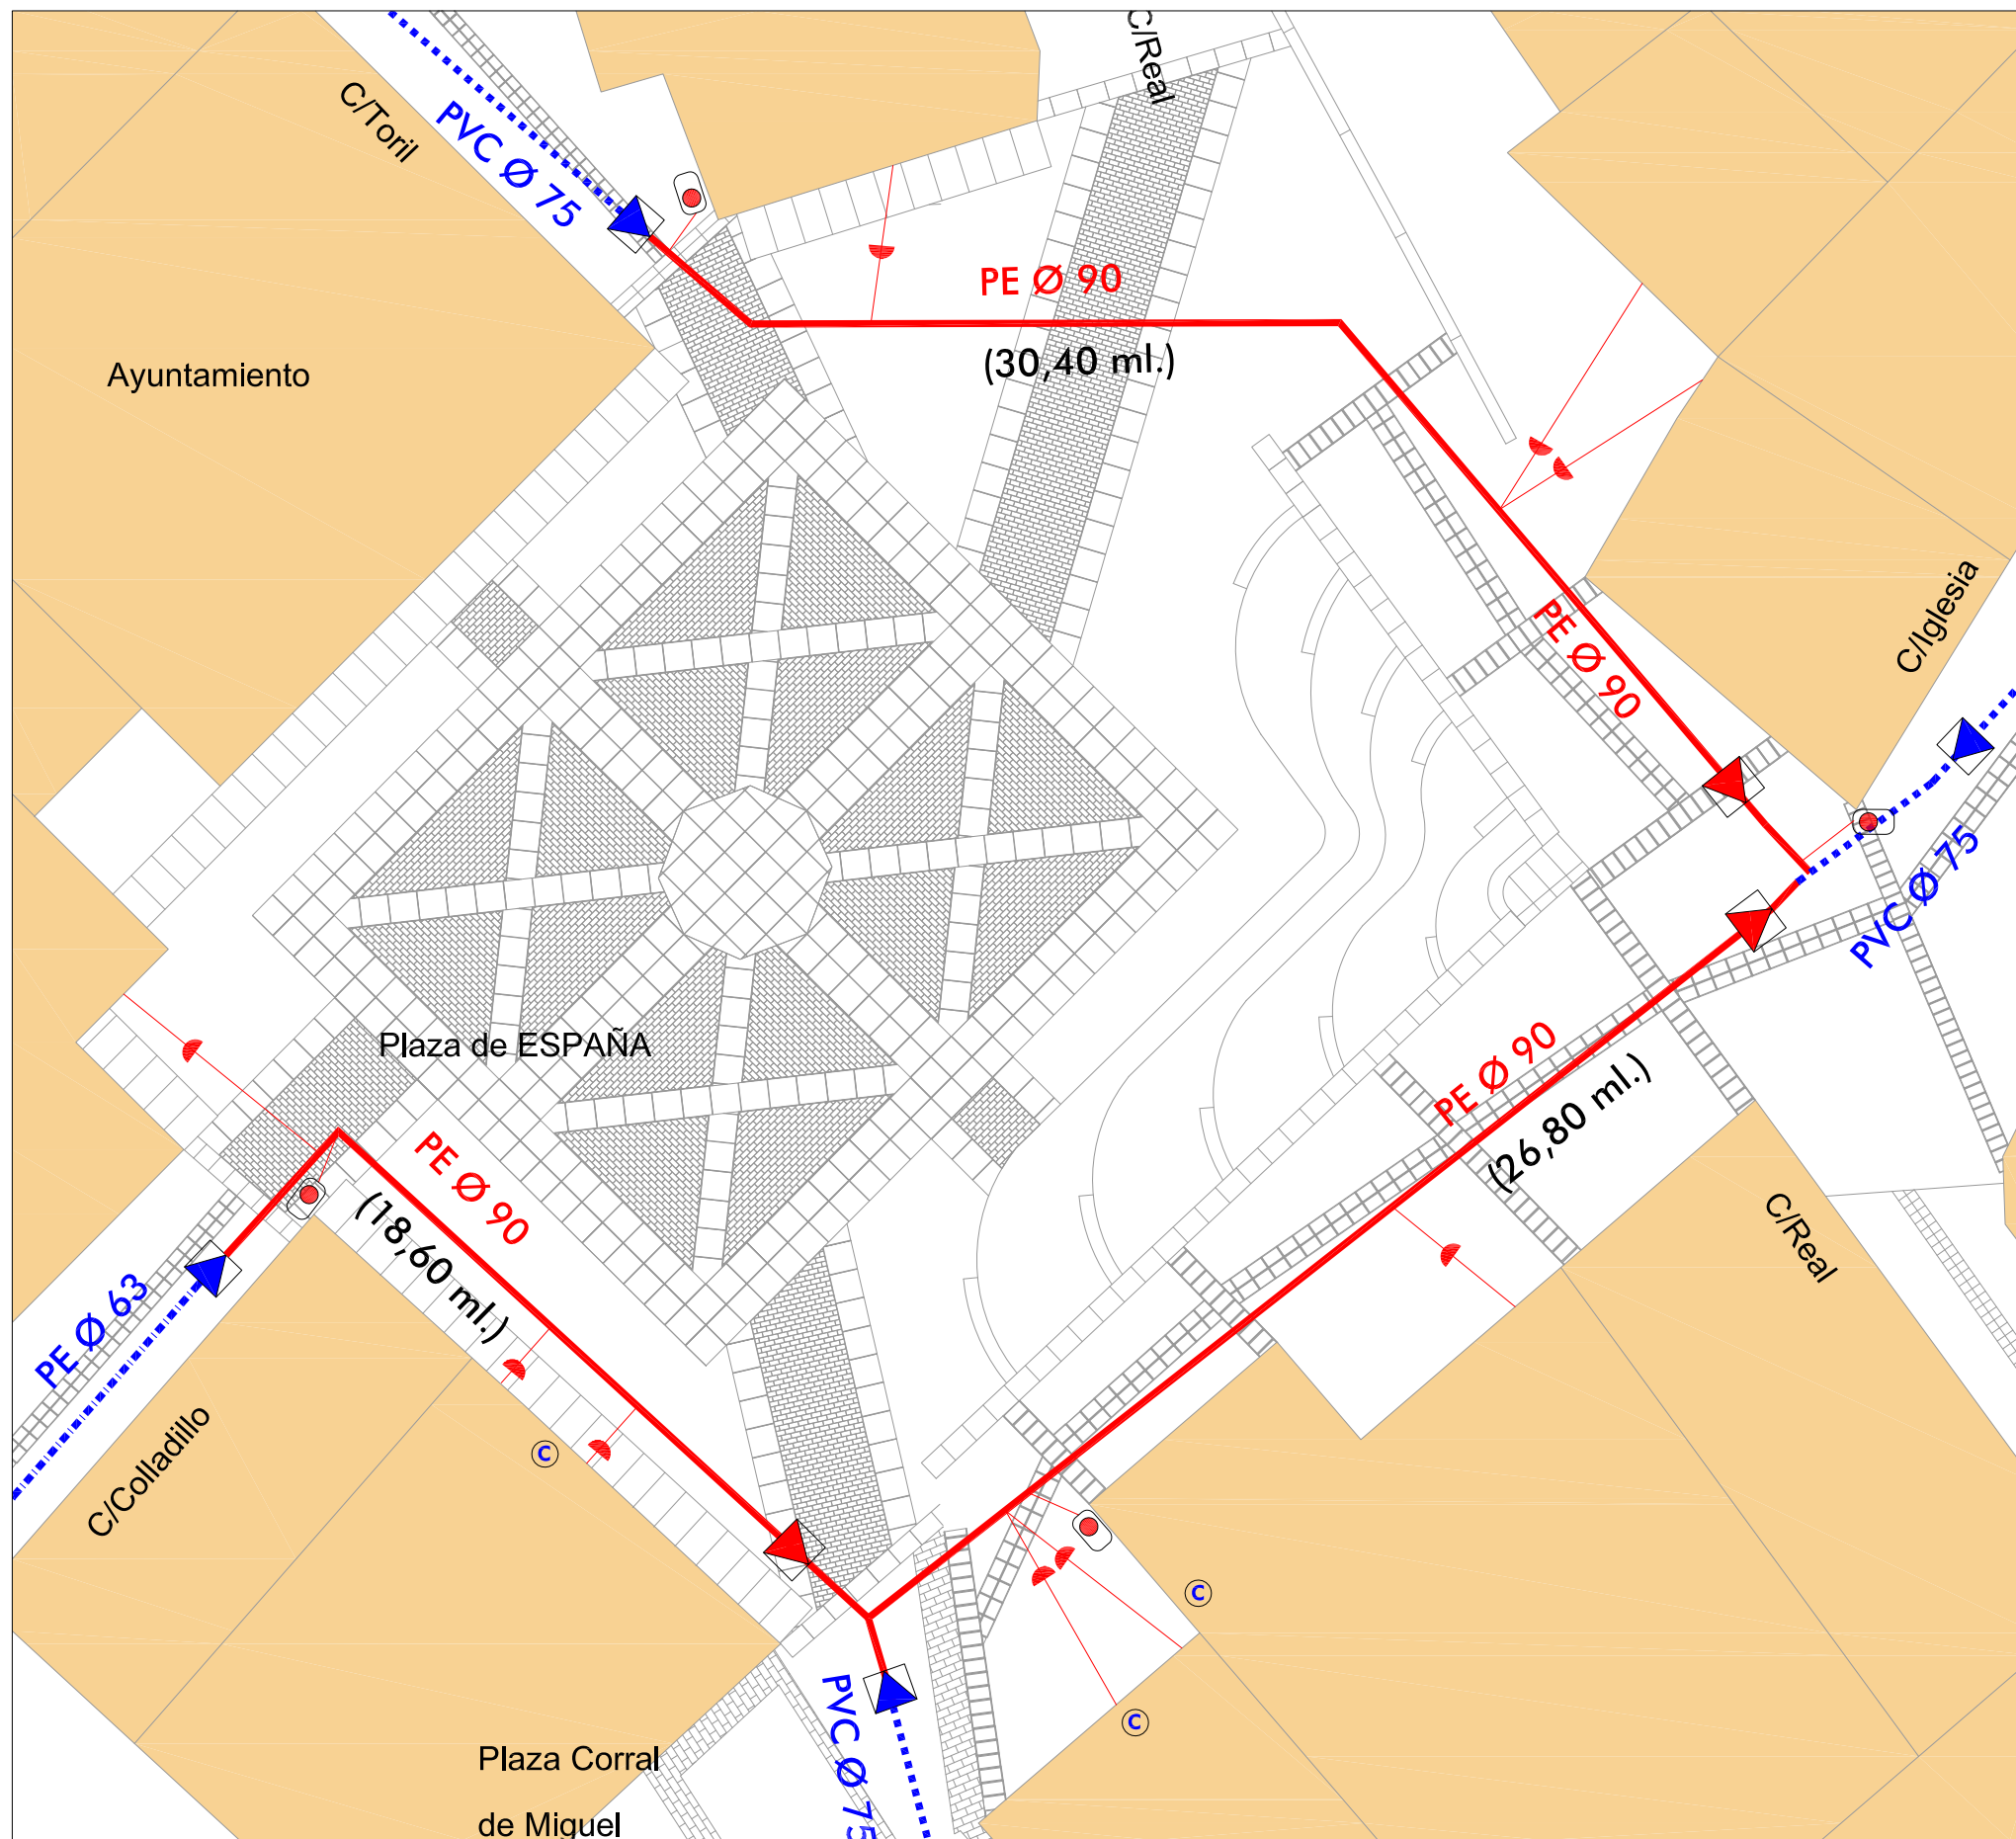 C/Real
C/Toril
PVC Ø 75
PE Ø 90
(30,40 ml.)
Ayuntamiento
C/Iglesia
PE Ø 90
PVC Ø 75
Plaza de ESPAÑA
PE Ø 90
(26,80 ml.)
PE Ø 90
(18,60 ml.)
C/Real
PE Ø 63
C/Colladillo
C
C
C
PVC Ø 75
Plaza Corral
de Miguel